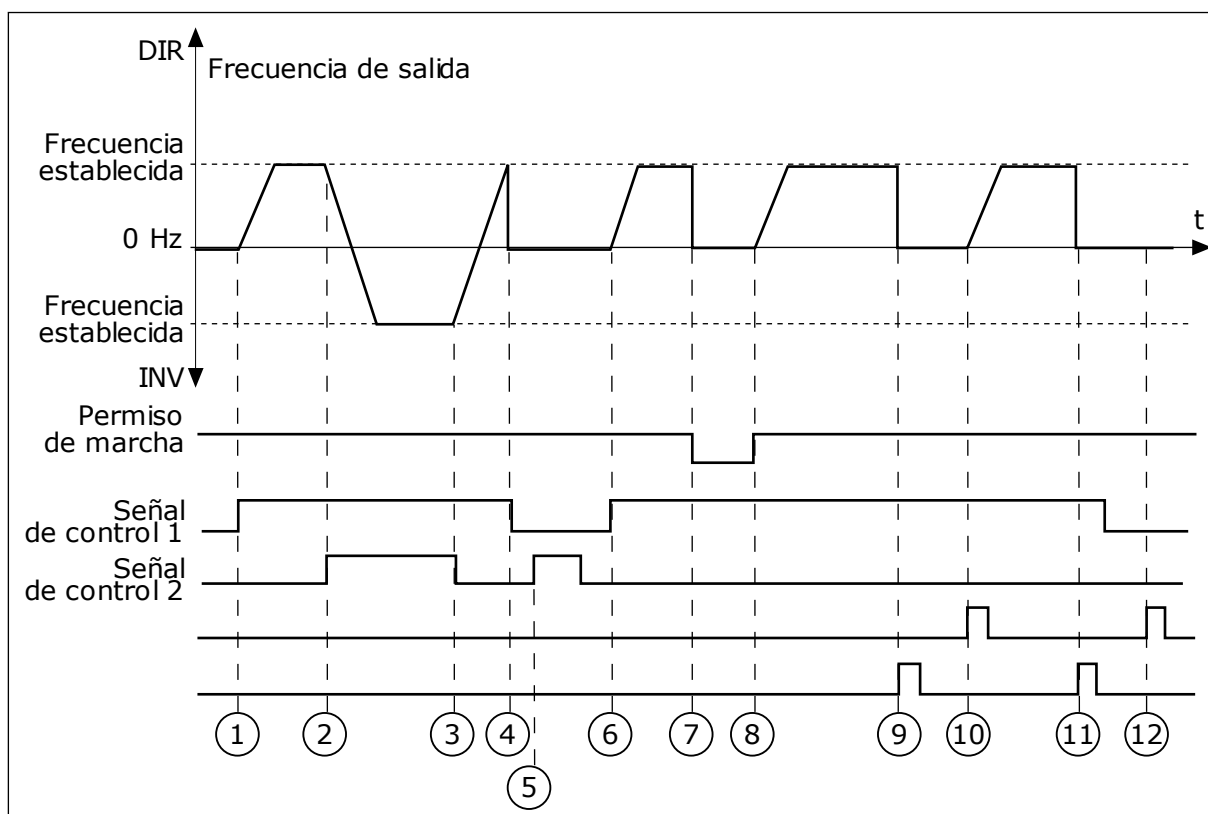 DIR
Frecuencia de salida
Frecuencia
establecida
0 Hz
t
Frecuencia
establecida
INV
Permiso
de marcha
Señal
de control 1
Señal
de control 2
1 2 3 4 6 7 8 9 10 11 12
5